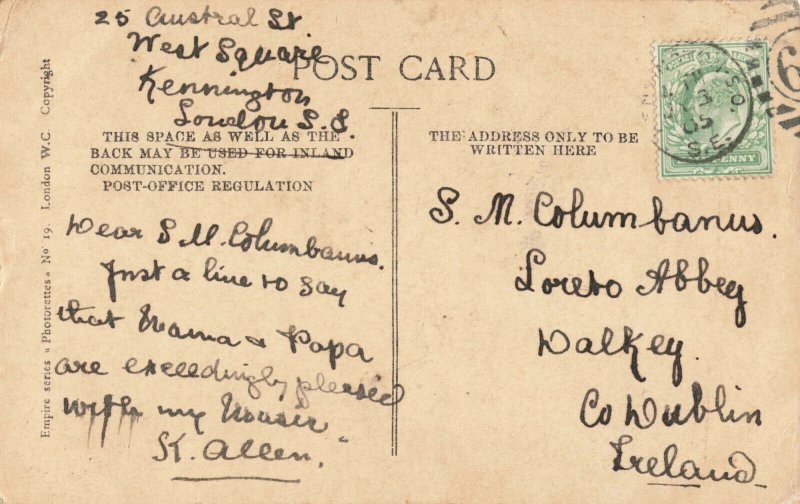 25 Austral St
West Square
Kennington
London S.E.
POST CARD
THIS SPACE AS WELL AS THE
BACK MAY BE USED FOR INLAND
COMMUNICATION.
POST-OFFICE REGULATION
Dear S. M. Columbanus.
Just a line to say
that Mama & Papa
are exceedingly pleased
with my Music
K. Allen.
THE ADDRESS ONLY TO BE
WRITTEN HERE
S. M. Columbanus.
Loreto Abbey
Dalkey.
Co Dublin
Ireland.
Empire series « Photorettes » No 19. London W.C. Copyright
S.E.
PENNY